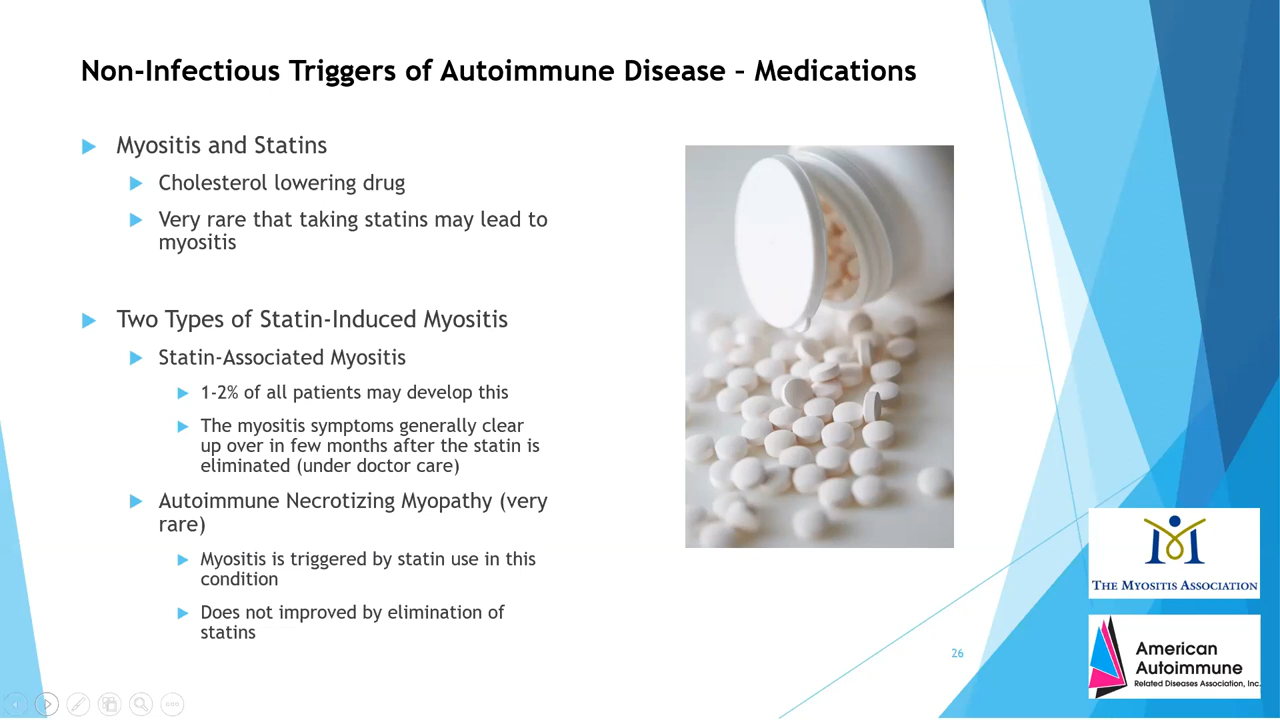 Non-Infectious Triggers of Autoimmune Disease – Medications
Myositis and Statins
Cholesterol lowering drug
Very rare that taking statins may lead to
myositis
Two Types of Statin-Induced Myositis
Statin-Associated Myositis
1-2% of all patients may develop this
The myositis symptoms generally clear
up over in few months after the statin is
eliminated (under doctor care)
Autoimmune Necrotizing Myopathy (very
rare)
Myositis is triggered by statin use in this
condition
Does not improved by elimination of
statins
26
THE MYOSITIS ASSOCIATION
American
Autoimmune
Related Diseases Association, Inc.